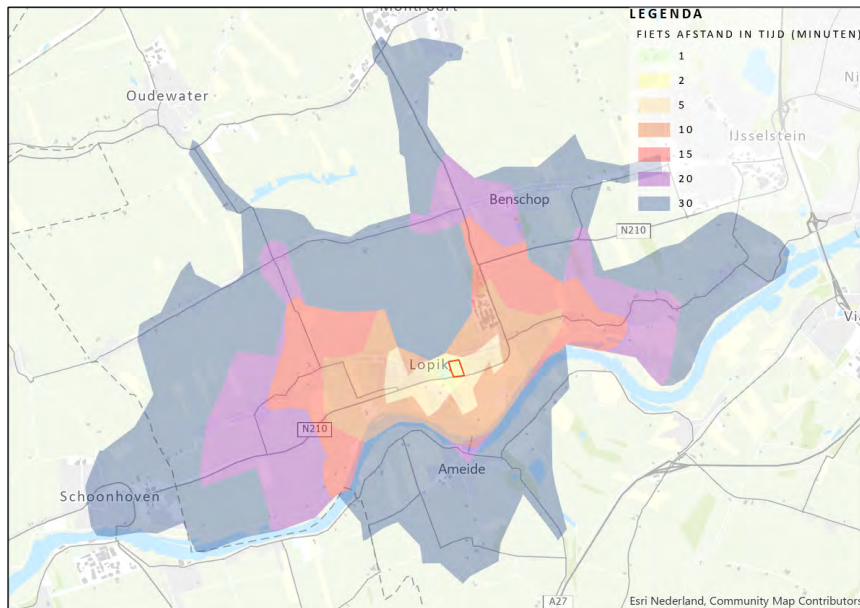 Montfoort
LEGENDA
FIETS AFSTAND IN TIJD (MINUTEN)
1
2
5
10
15
20
30
Oudewater
IJsselstein
Benschop
N210
Lopik
N210
Ameide
Schoonhoven
A27
Esri Nederland, Community Map Contributors